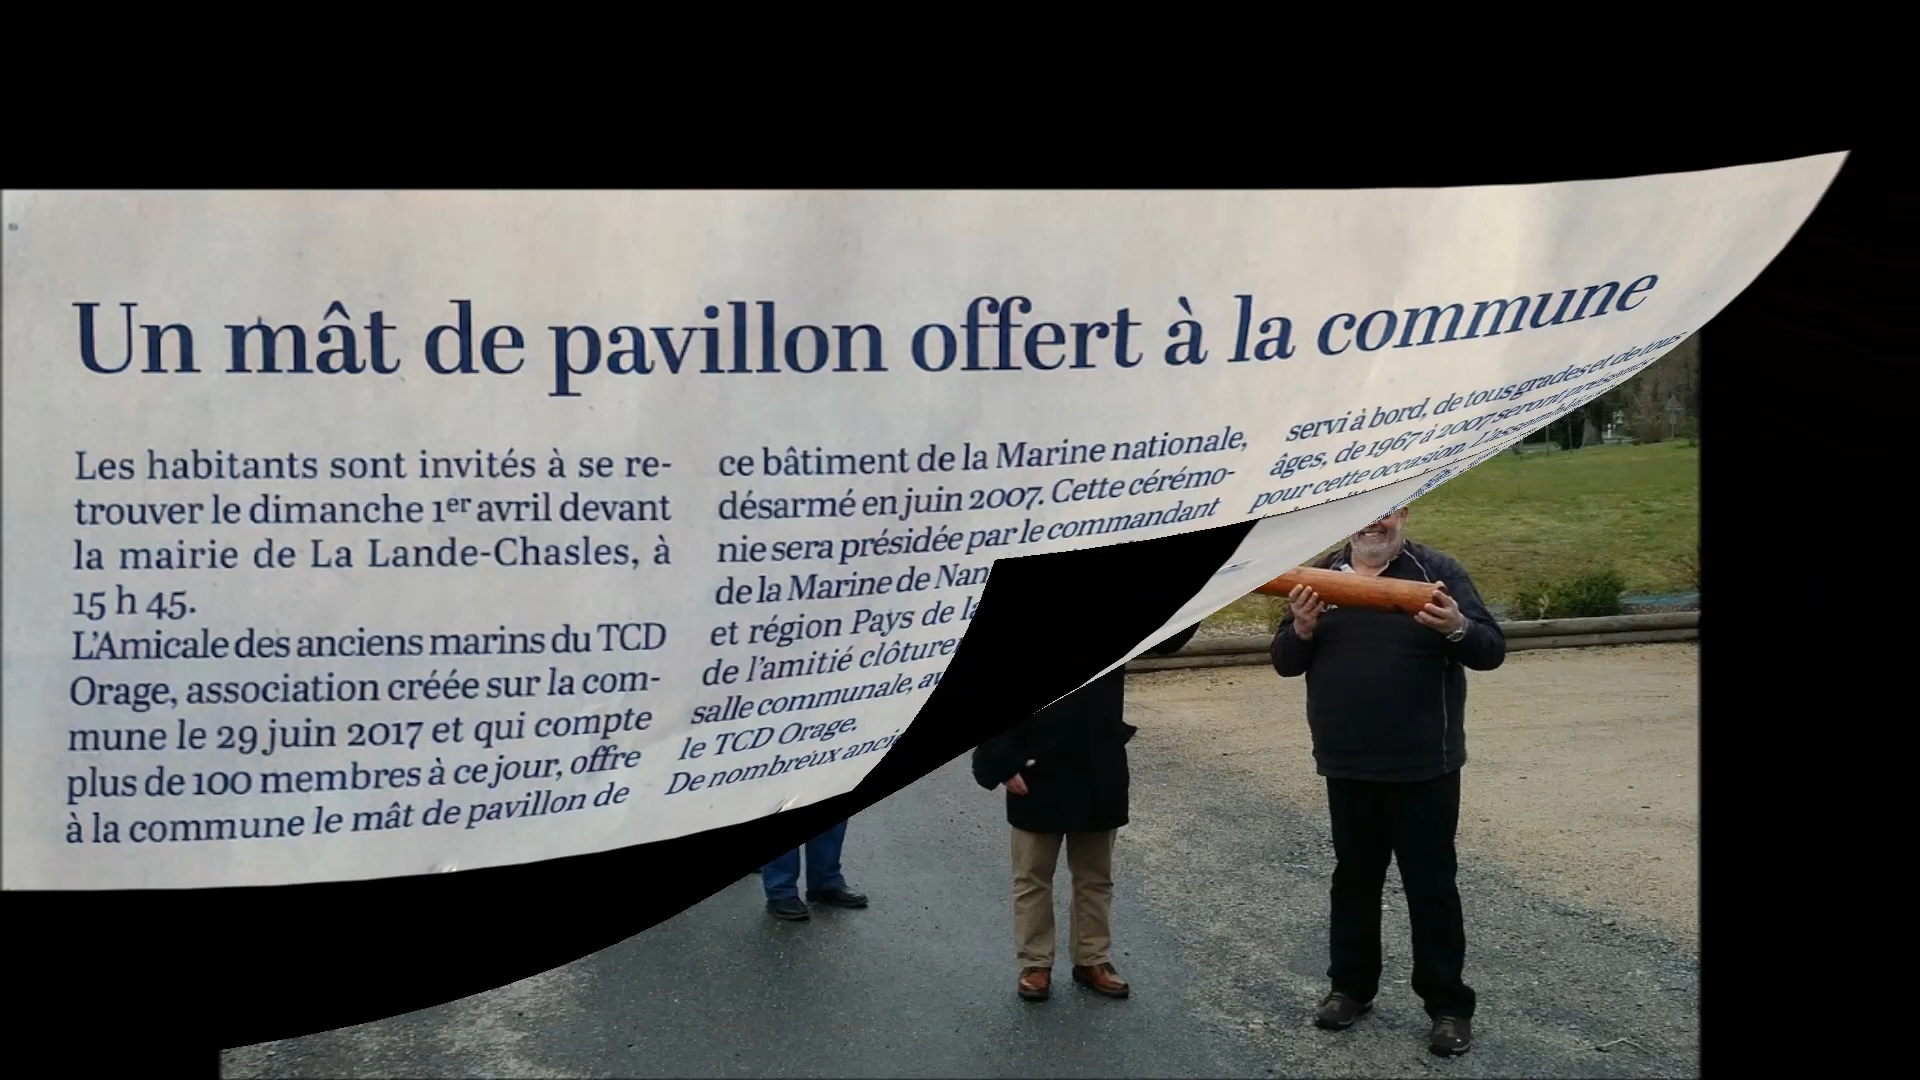 Un mât de pavillon offert à la commune
Les habitants sont invités à se re-
trouver le dimanche 1er avril devant
la mairie de La Lande-Chasles, à
15 h 45.
L'Amicale des anciens marins du TCD
Orage, association créée sur la com-
mune le 29 juin 2017 et qui compte
plus de 100 membres à ce jour, offre
à la commune le mât de pavillon de
ce bâtiment de la Marine nationale,
désarmé en juin 2007. Cette cérémo-
nie sera présidée par le commandant
de la Marine de
et région Pays de
de l'amitié
salle communale,
le TCD Orage.
De nombreux
servi à bord, de tous grades et de tous
âges, de 1967 à 2007 seront présents
pour cette occasion.